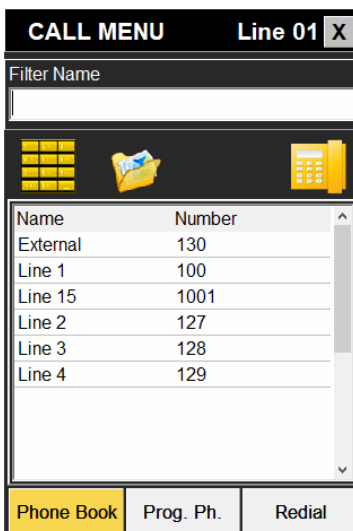 CALL MENU Line 01 X
Filter Name
Name Number
External 130
Line 1 100
Line 15 1001
Line 2 127
Line 3 128
Line 4 129
Phone Book Prog. Ph. Redial